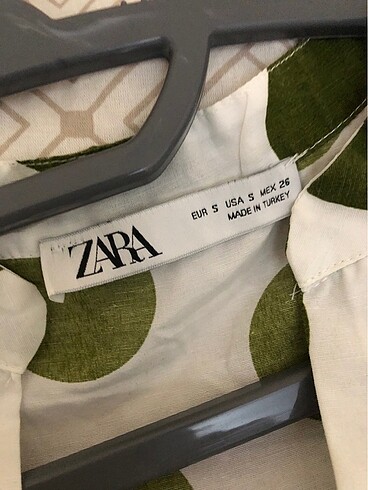 ZARA
EUR S USA S MEX 26
MADE IN TURKEY